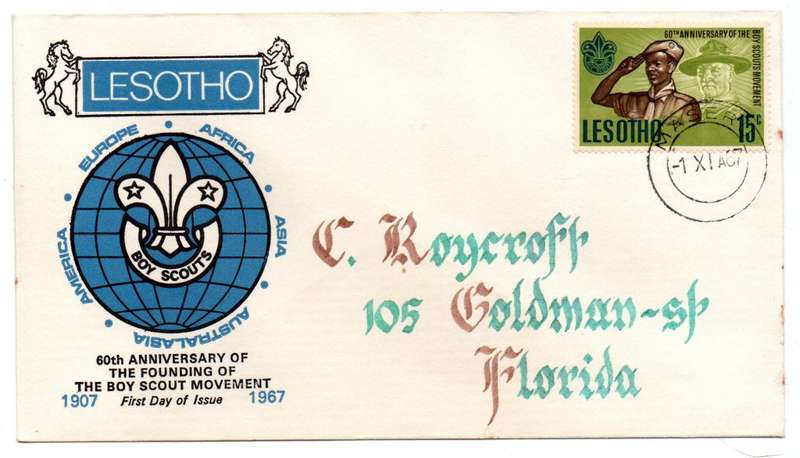 LESOTHO
EUROPE • AFRICA • ASIA • AUSTRALASIA • AMERICA •
BOY SCOUTS
60th ANNIVERSARY OF
THE FOUNDING OF
THE BOY SCOUT MOVEMENT
1907 First Day of Issue 1967
60TH ANNIVERSARY OF THE
BOY SCOUTS MOVEMENT
LESOTHO 15c
MASER
-1 XI A67
C. Roycroft
105 Goldman-st
Florida